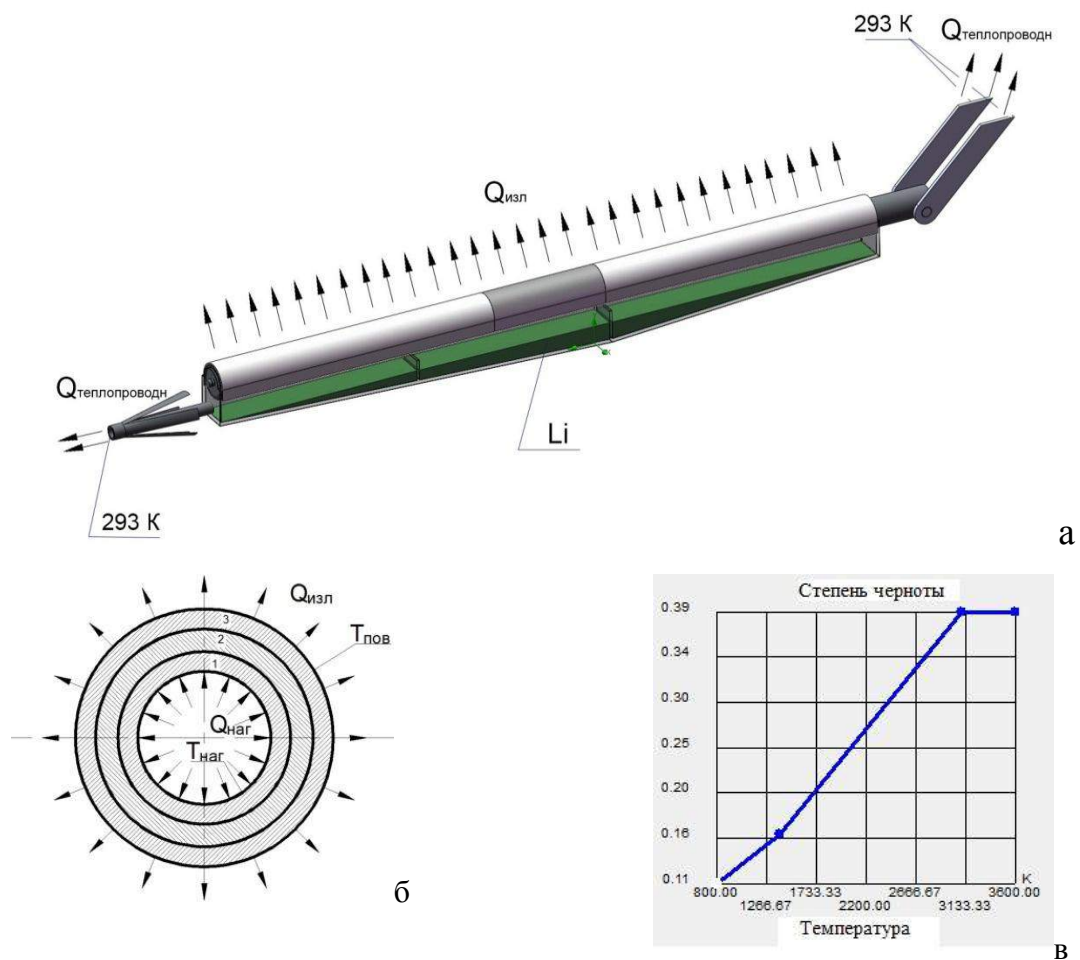 293 К
Qтеплопроводн
Qизл
Qтеплопроводн
Li
293 К
а
Qизл
Tпов
3
2
1
Qнаг
Tнаг
б
Степень черноты
0.39
0.34
0.30
0.25
0.20
0.16
0.11
К
800.00 1733.33 2666.67 3600.00
1266.67 2200.00 3133.33
Температура
в